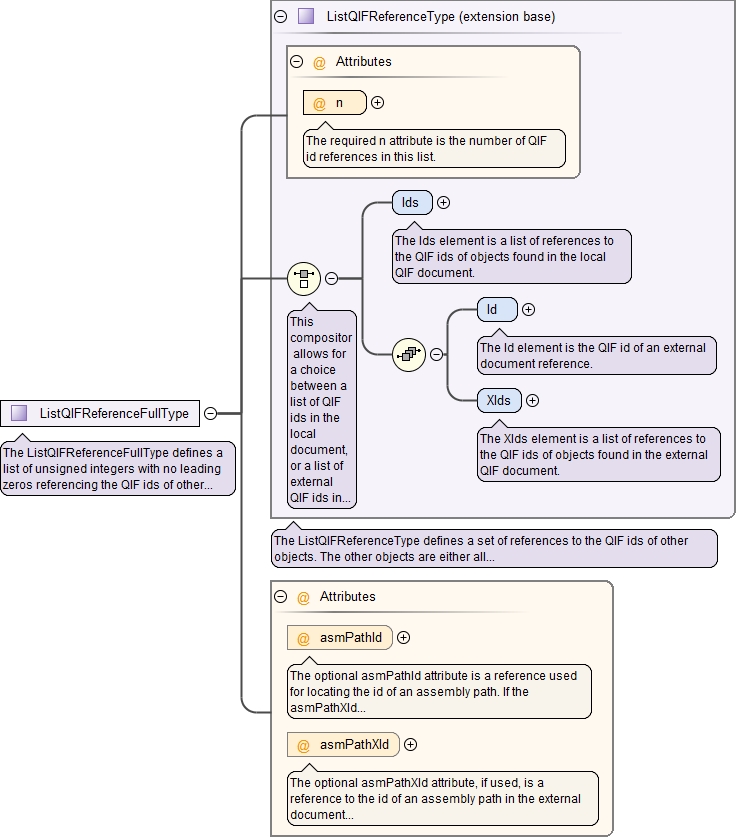 ListQIFReferenceType (extension base)
@ Attributes
@ n
The required n attribute is the number of QIF
id references in this list.
Ids
The Ids element is a list of references to
the QIF ids of objects found in the local
QIF document.
This
compositor
allows for
a choice
between a
list of QIF
ids in the
local
document,
or a list of
external
QIF ids in...
Id
The Id element is the QIF id of an external
document reference.
XIds
The XIds element is a list of references to
the QIF ids of objects found in the external
QIF document.
ListQIFReferenceFullType
The ListQIFReferenceFullType defines a
list of unsigned integers with no leading
zeros referencing the QIF ids of other...
The ListQIFReferenceType defines a set of references to the QIF ids of other
objects. The other objects are either all...
@ Attributes
@ asmPathId
The optional asmPathId attribute is a reference used
for locating the id of an assembly path. If the
asmPathXId...
@ asmPathXId
The optional asmPathXId attribute, if used, is a
reference to the id of an assembly path in the external
document...